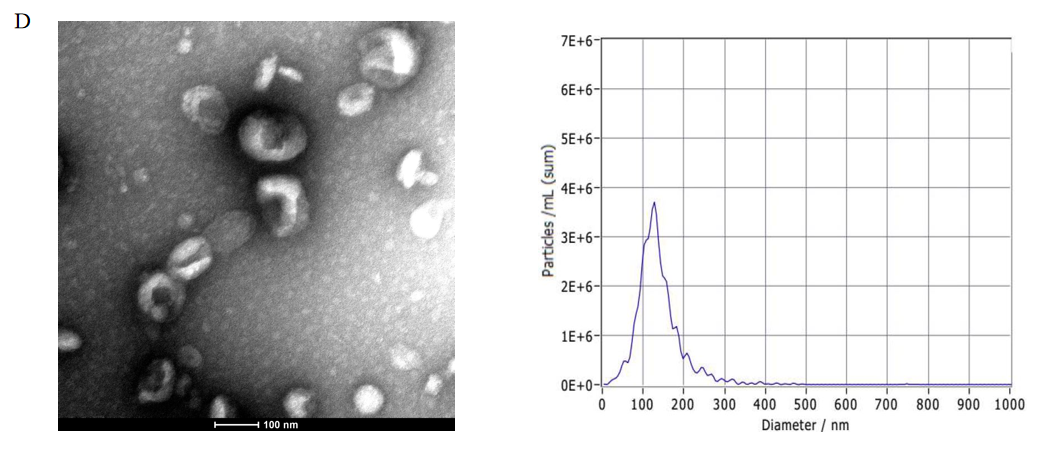 D
100 nm
7E+6
6E+6
5E+6
4E+6
3E+6
2E+6
1E+6
0E+0
Particles /mL (sum)
0 100 200 300 400 500 600 700 800 900 1000
Diameter / nm